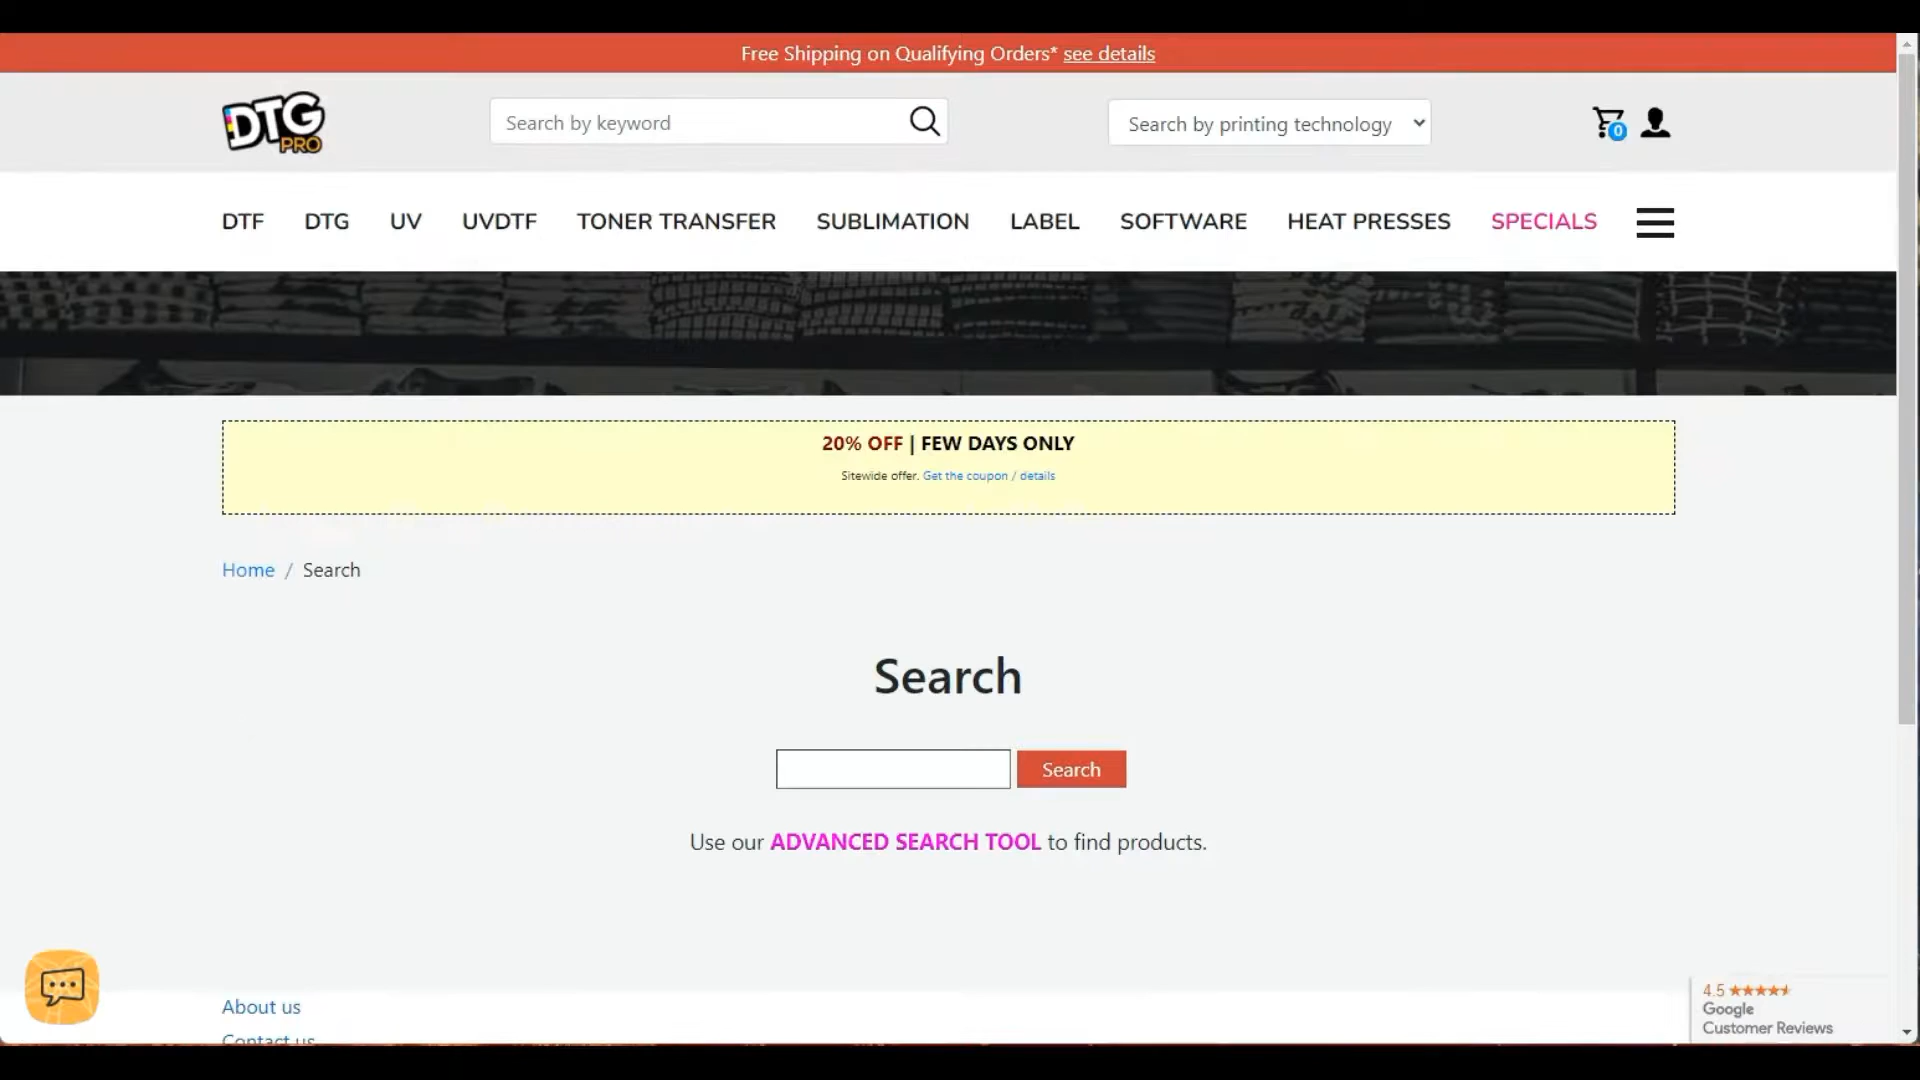 Free Shipping on Qualifying Orders* see details
DTG PRO
Search by keyword
Search by printing technology
0
DTF DTG UV UVDTF TONER TRANSFER SUBLIMATION LABEL SOFTWARE HEAT PRESSES SPECIALS
20% OFF | FEW DAYS ONLY
Sitewide offer. Get the coupon / details
Home / Search
Search
Search
Use our ADVANCED SEARCH TOOL to find products.
About us
Contact us
4.5
Google
Customer Reviews